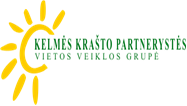 KELMĖS KRAŠTO PARTNERYSTĖS
VIETOS VEIKLOS GRUPĖ